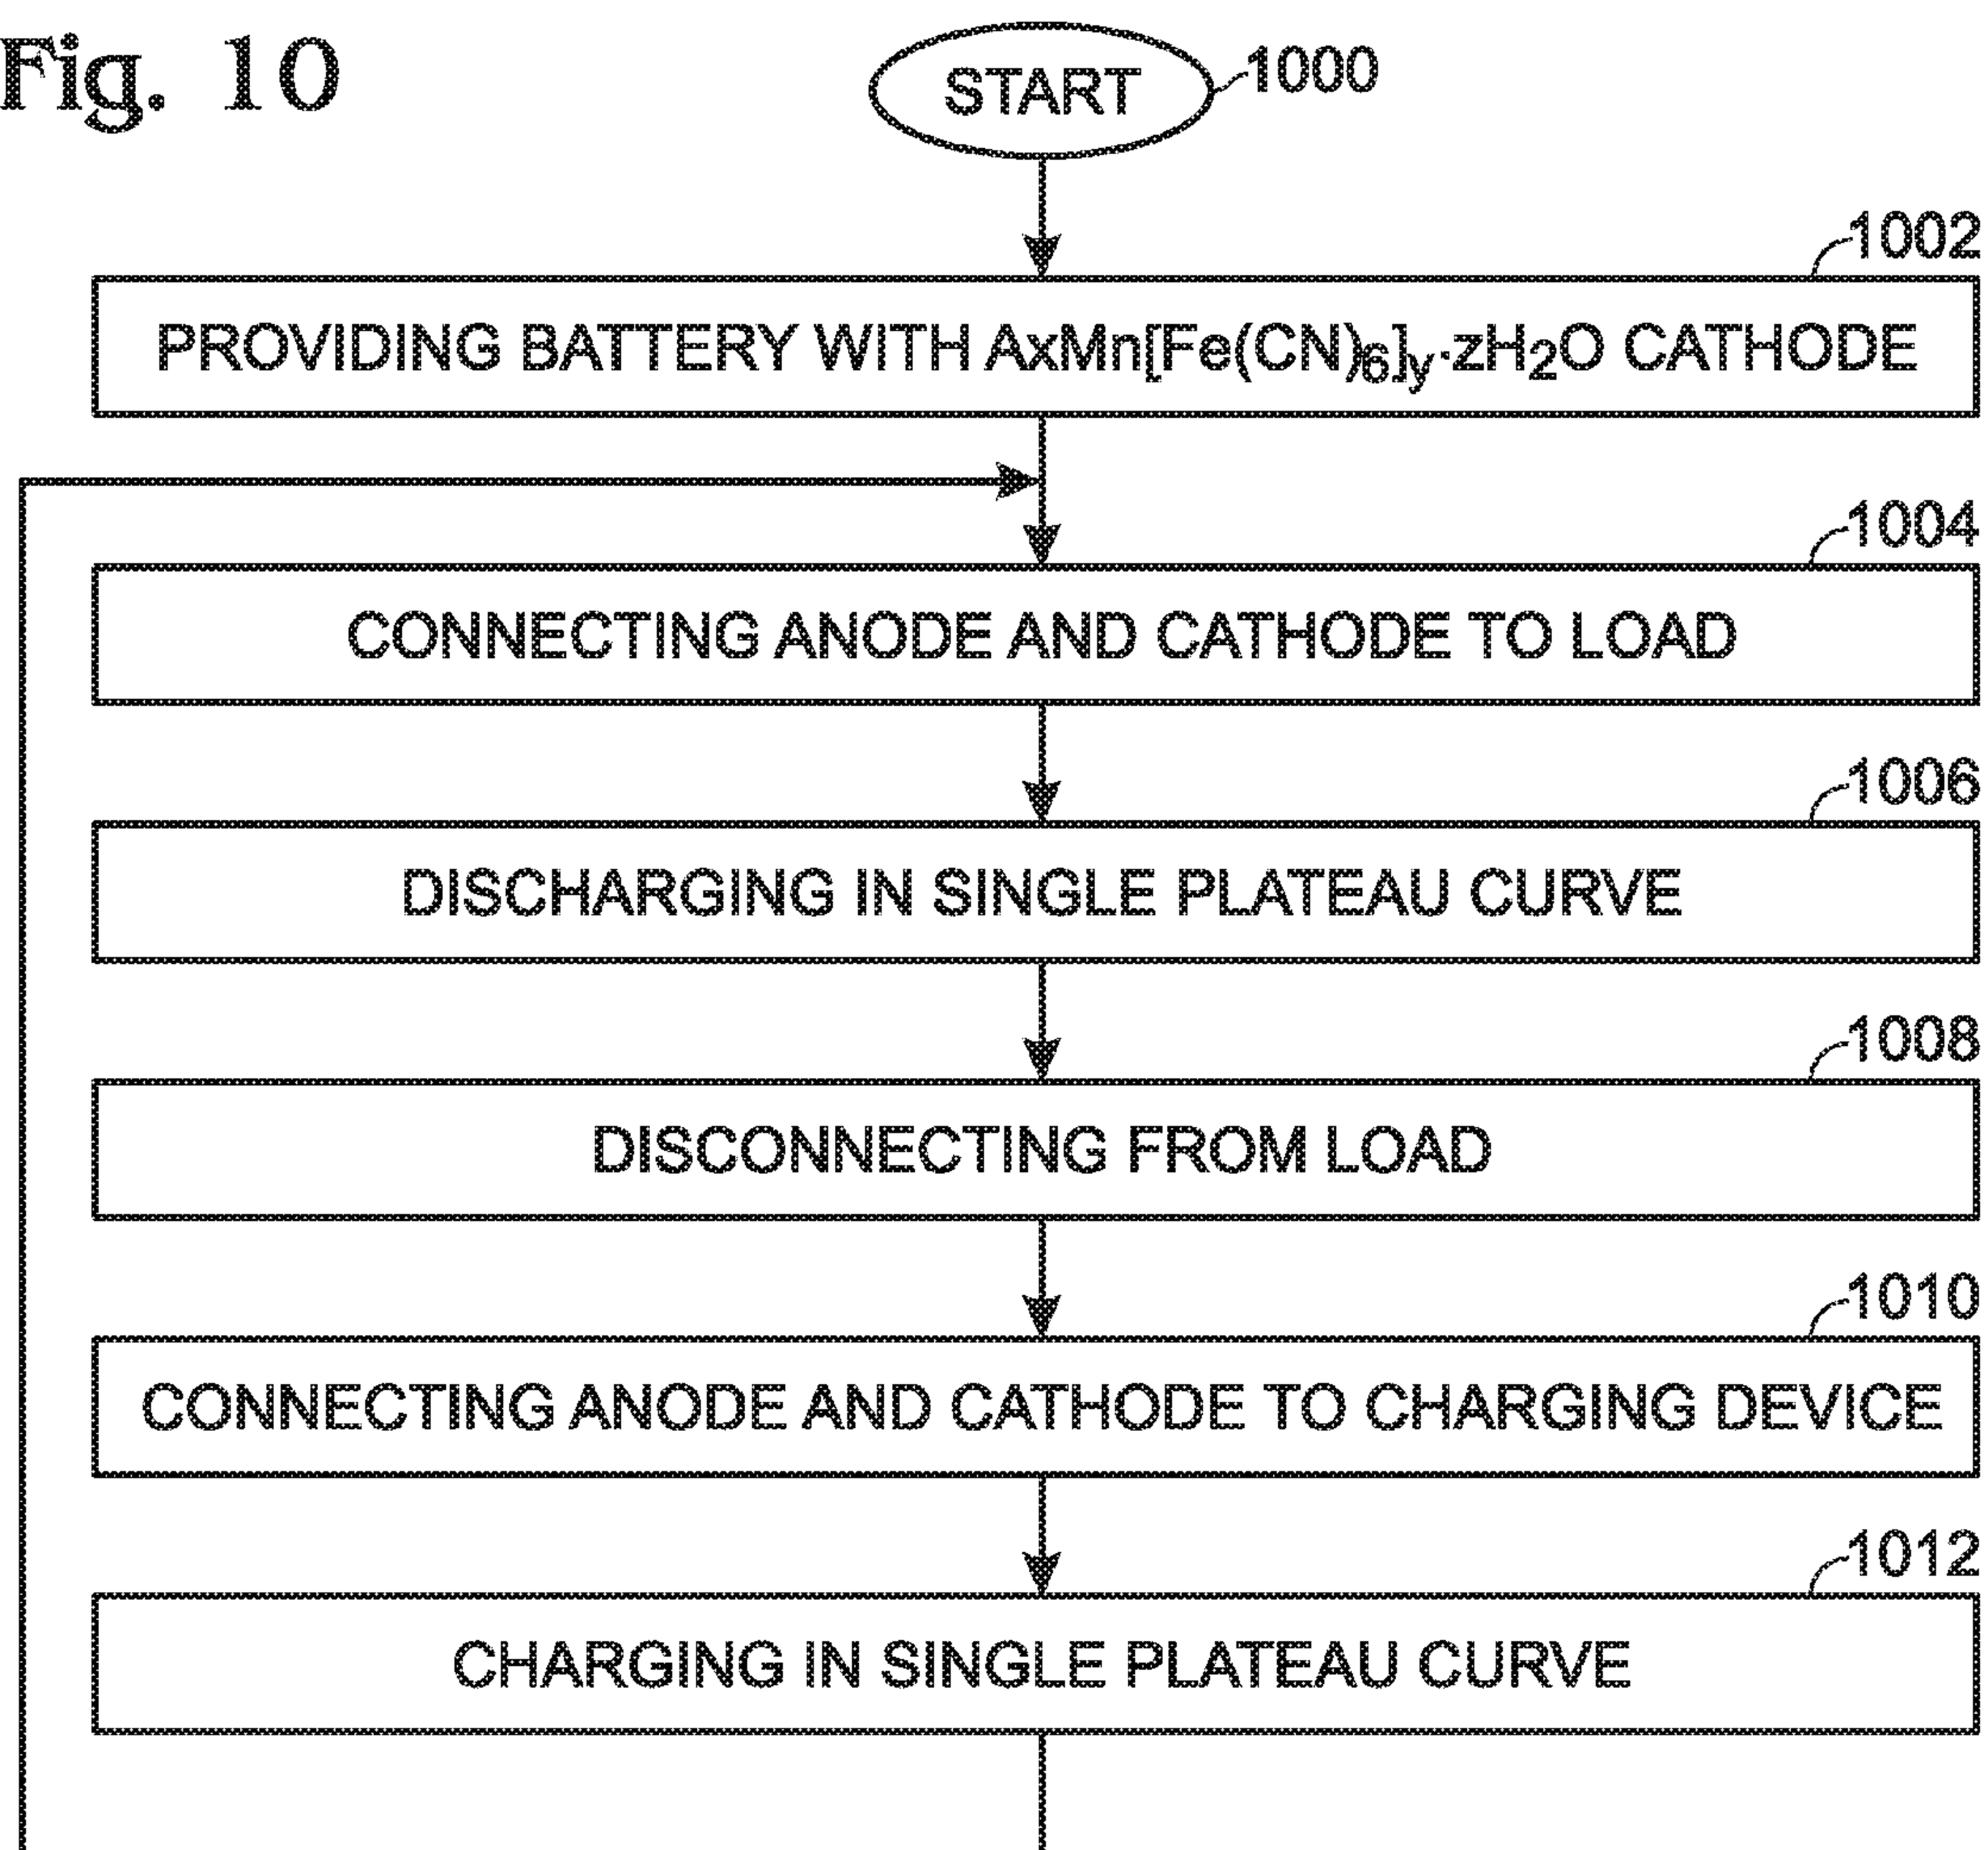 Fig. 10
START
1000
1002
PROVIDING BATTERY WITH AxMn[Fe(CN)₆]y·zH₂O CATHODE
1004
CONNECTING ANODE AND CATHODE TO LOAD
1006
DISCHARGING IN SINGLE PLATEAU CURVE
1008
DISCONNECTING FROM LOAD
1010
CONNECTING ANODE AND CATHODE TO CHARGING DEVICE
1012
CHARGING IN SINGLE PLATEAU CURVE